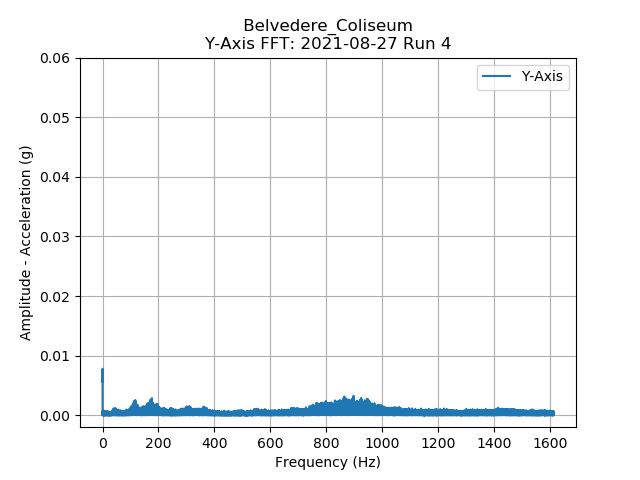 Belvedere_Coliseum
Y-Axis FFT: 2021-08-27 Run 4
Y-Axis
0.06
0.05
0.04
0.03
0.02
0.01
0.00
Amplitude - Acceleration (g)
0 200 400 600 800 1000 1200 1400 1600
Frequency (Hz)